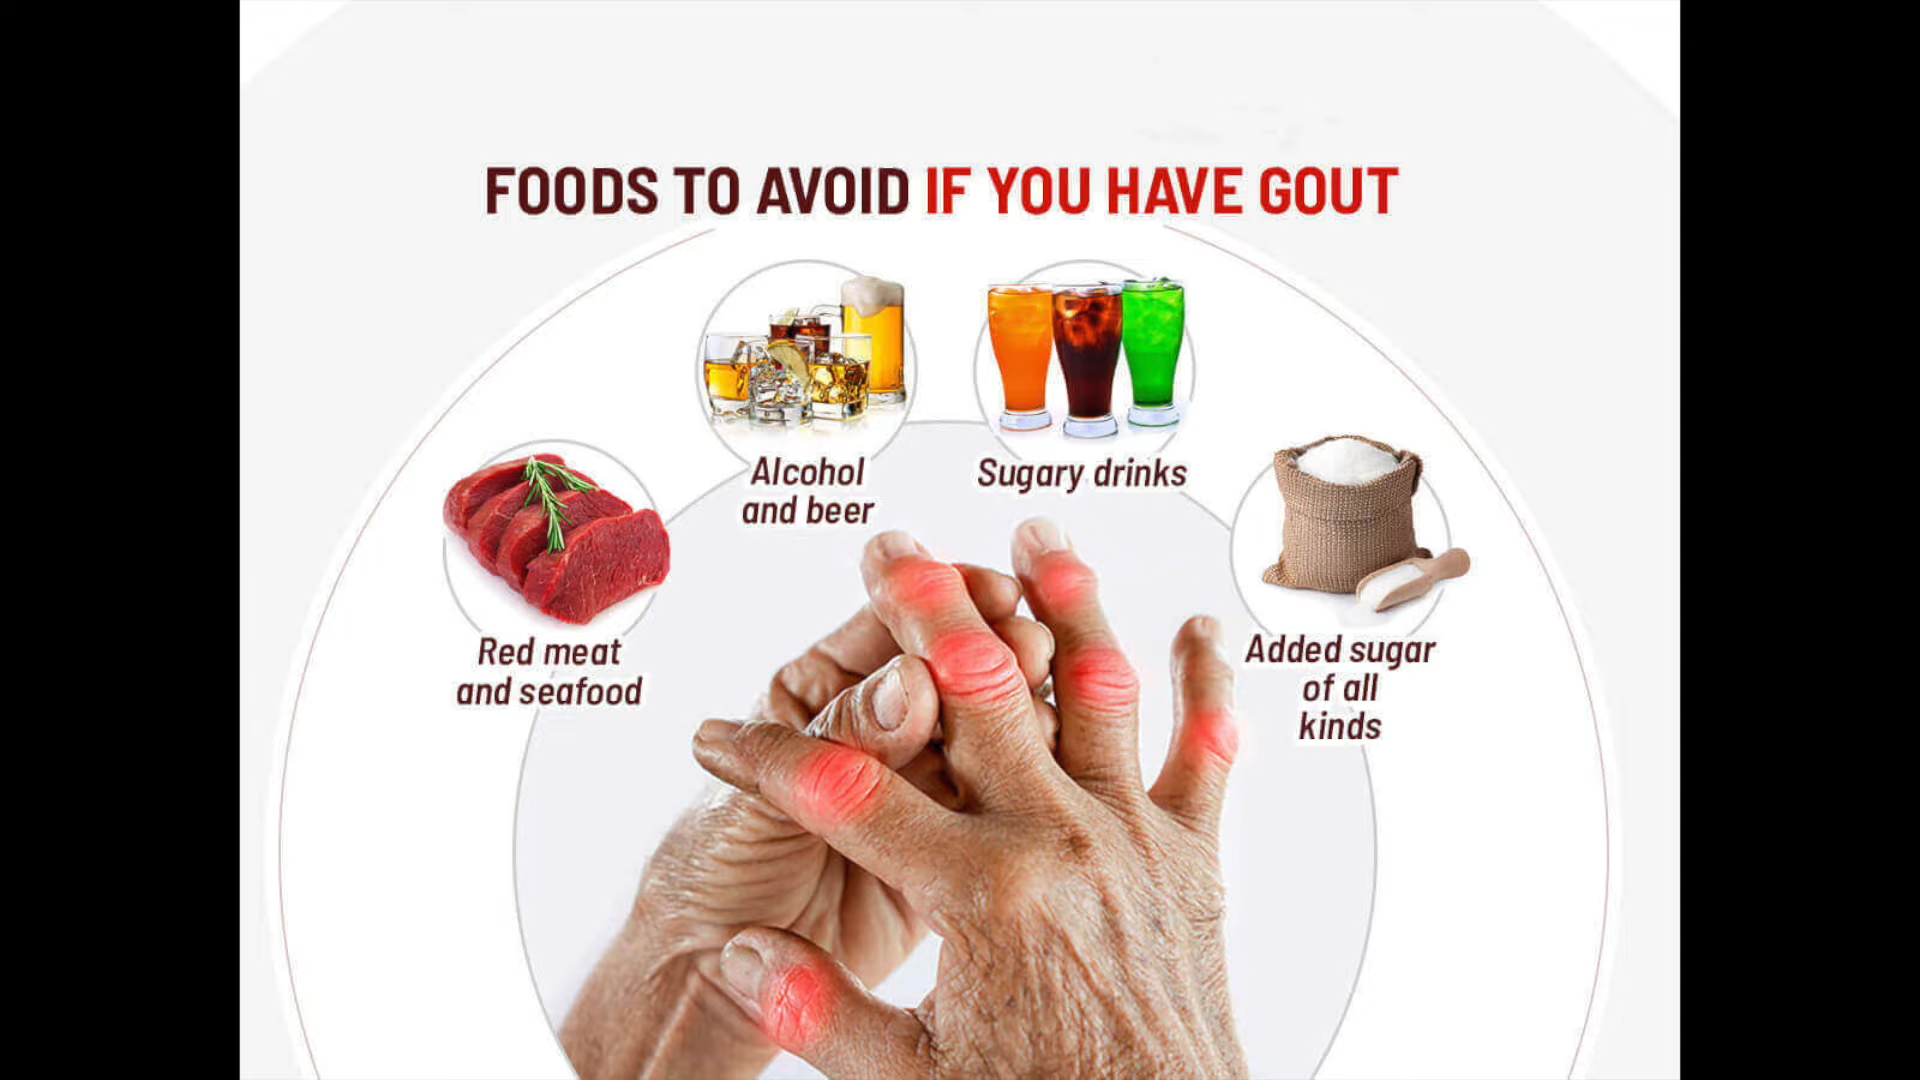 FOODS TO AVOID IF YOU HAVE GOUT
Alcohol
and beer
Sugary drinks
Red meat
and seafood
Added sugar
of all
kinds